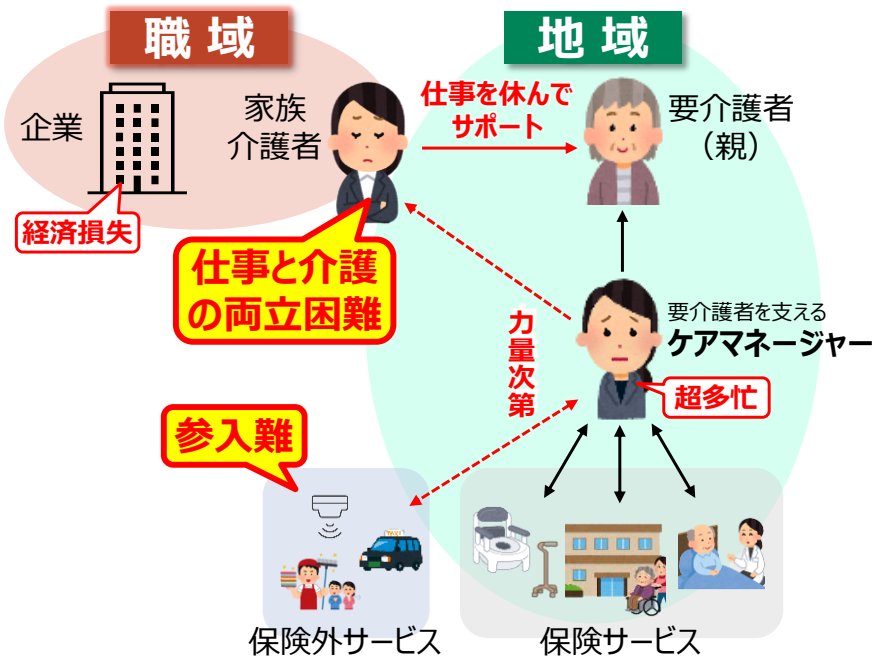 職 域
地 域
企業
家族
介護者
仕事を休んで
サポート
要介護者
（親）
経済損失
仕事と介護
の両立困難
力量次第
要介護者を支える
ケアマネージャー
超多忙
参入難
TAXI
保険外サービス
保険サービス